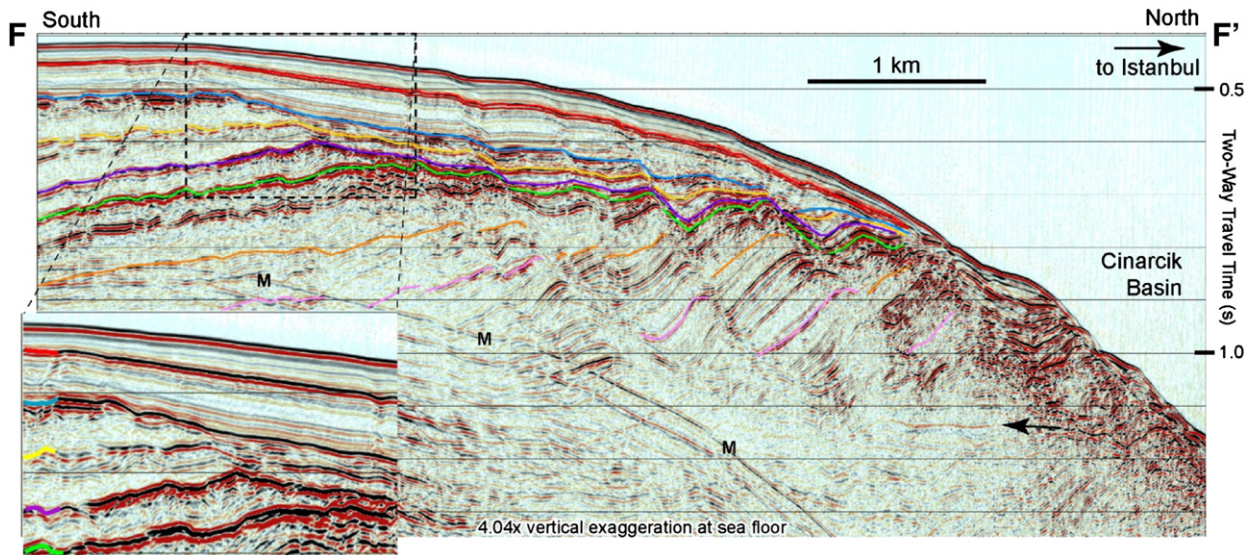 F South
North F'
to Istanbul
1 km
0.5
Two-Way Travel Time (s)
Cinarcik
Basin
M
M
1.0
M
4.04x vertical exaggeration at sea floor